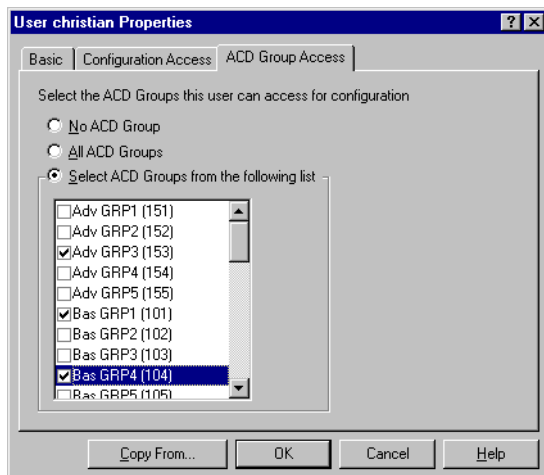 User christian Properties
Basic Configuration Access ACD Group Access
Select the ACD Groups this user can access for configuration
No ACD Group
All ACD Groups
Select ACD Groups from the following list
Adv GRP1 (151)
Adv GRP2 (152)
Adv GRP3 (153)
Adv GRP4 (154)
Adv GRP5 (155)
Bas GRP1 (101)
Bas GRP2 (102)
Bas GRP3 (103)
Bas GRP4 (104)
Bas GRP5 (105)
Copy From... OK Cancel Help